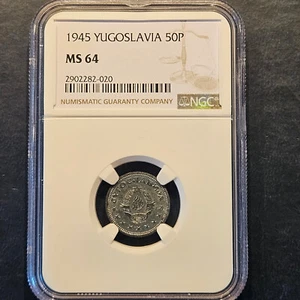 1945 YUGOSLAVIA 50P
MS 64
2902282-020
NUMISMATIC GUARANTY COMPANY
NGC